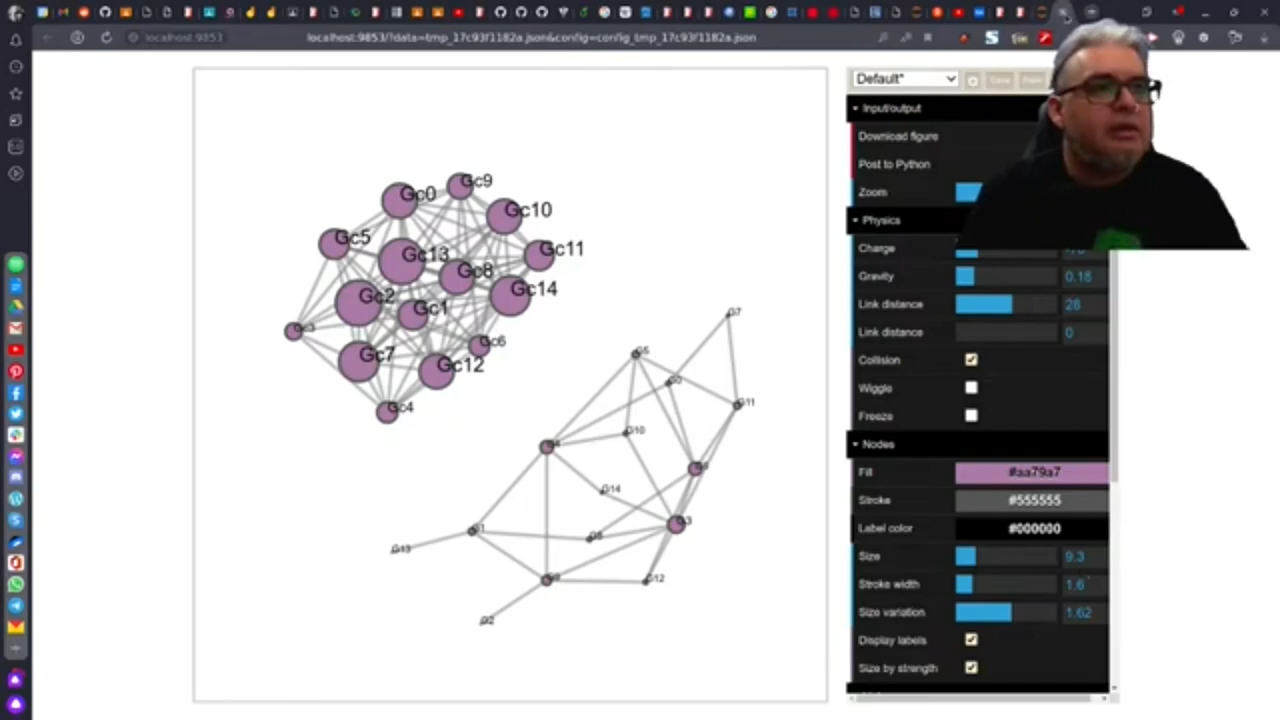 localhost:9853
localhost:9853/?data=tmp_17c93f1182a.json&config=config_tmp_17c93f1182a.json
Default*
Input/output
Download figure
Post to Python
Zoom
Physics
Charge
Gravity 0.18
Link distance 28
Link distance 0
Collision
Wiggle
Freeze
Nodes
Fill #aa79a7
Stroke #555555
Label color #000000
Size 9.3
Stroke width 1.6
Size variation 1.62
Display labels
Size by strength
Gc9
Gc0
Gc10
Gc5
Gc11
Gc13
Gc8
Gc14
Gc2
Gc1
Gc3
Gc6
Gc7
Gc12
Gc4
G7
G5
G0
G11
G10
G14
G13
G12